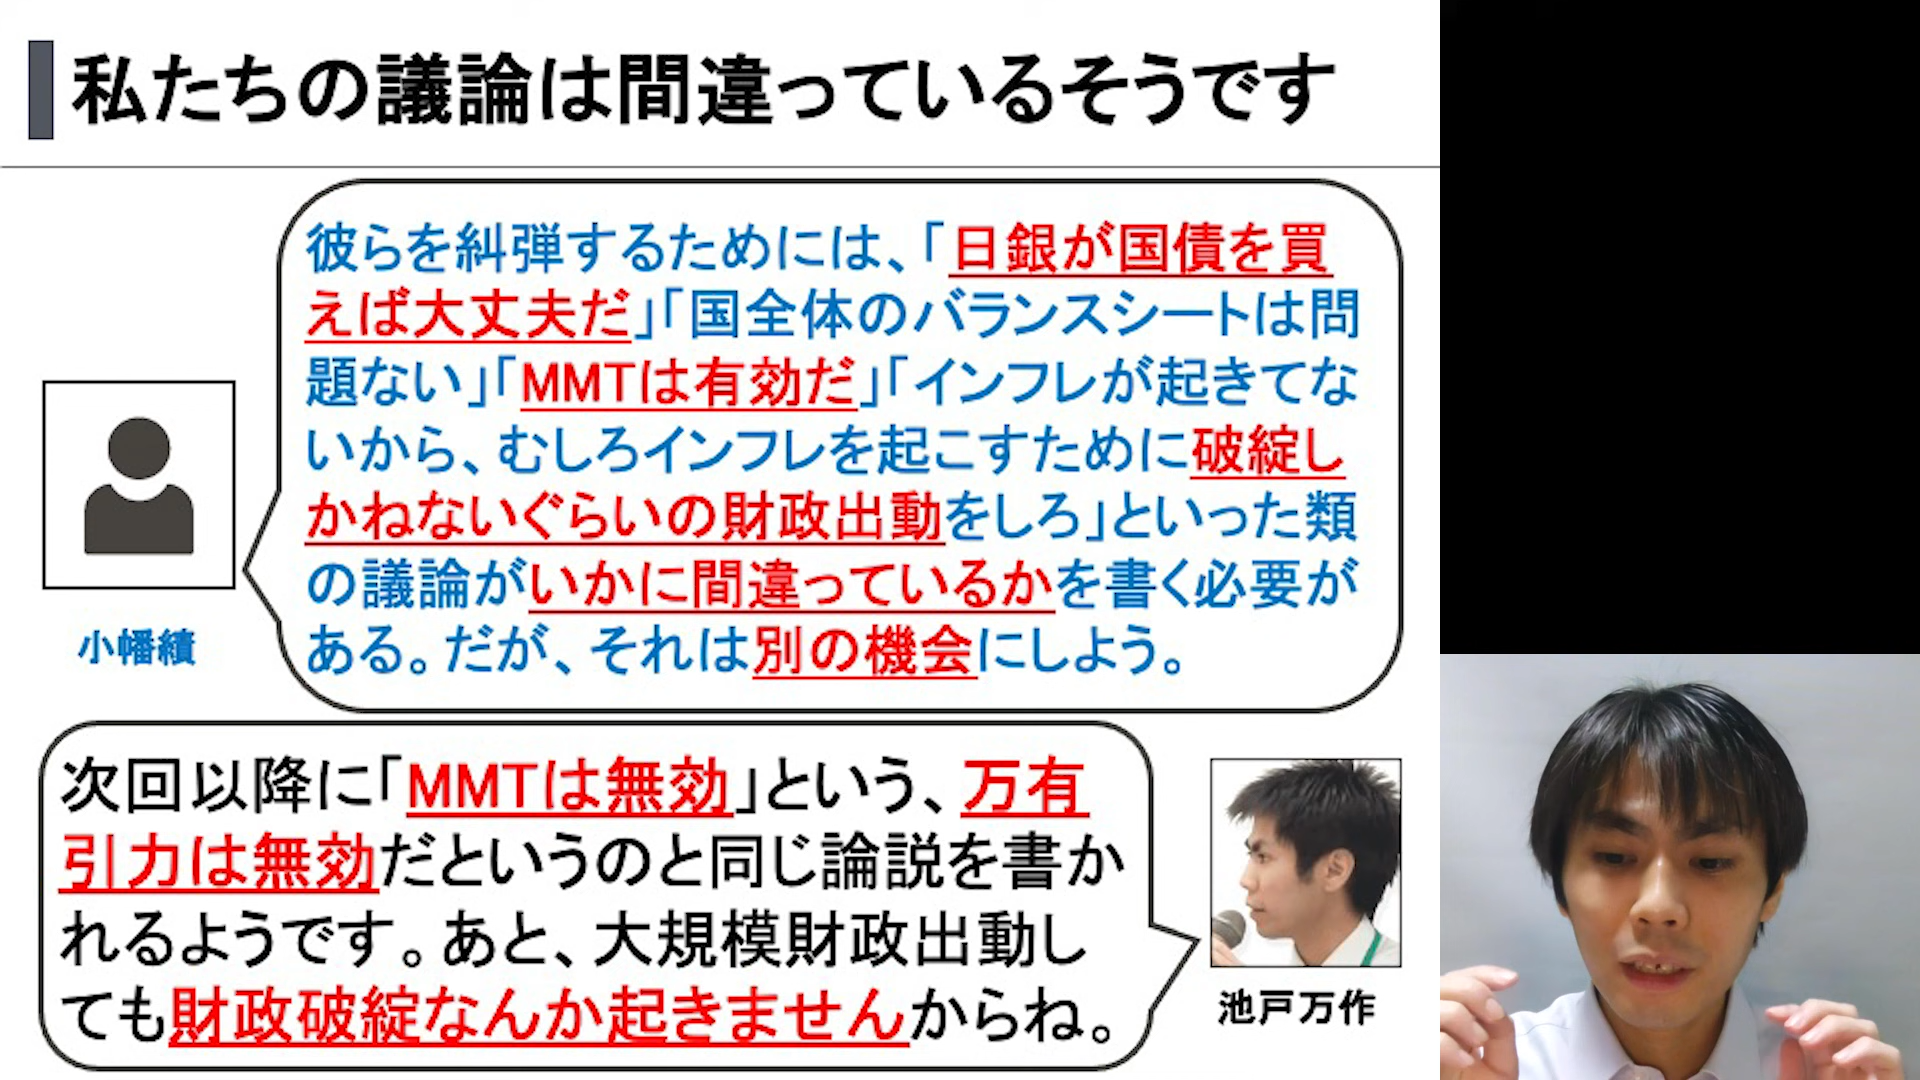 私たちの議論は間違っているそうです
彼らを糾弾するためには、「日銀が国債を買
えば大丈夫だ」「国全体のバランスシートは問
題ない」「MMTは有効だ」「インフレが起きてな
いから、むしろインフレを起こすために破綻し
かねないぐらいの財政出動をしろ」といった類
の議論がいかに間違っているかを書く必要が
ある。だが、それは別の機会にしよう。
小幡績
次回以降に「MMTは無効」という、万有
引力は無効だというのと同じ論説を書か
れるようです。あと、大規模財政出動し
ても財政破綻なんか起きませんからね。
池戸万作